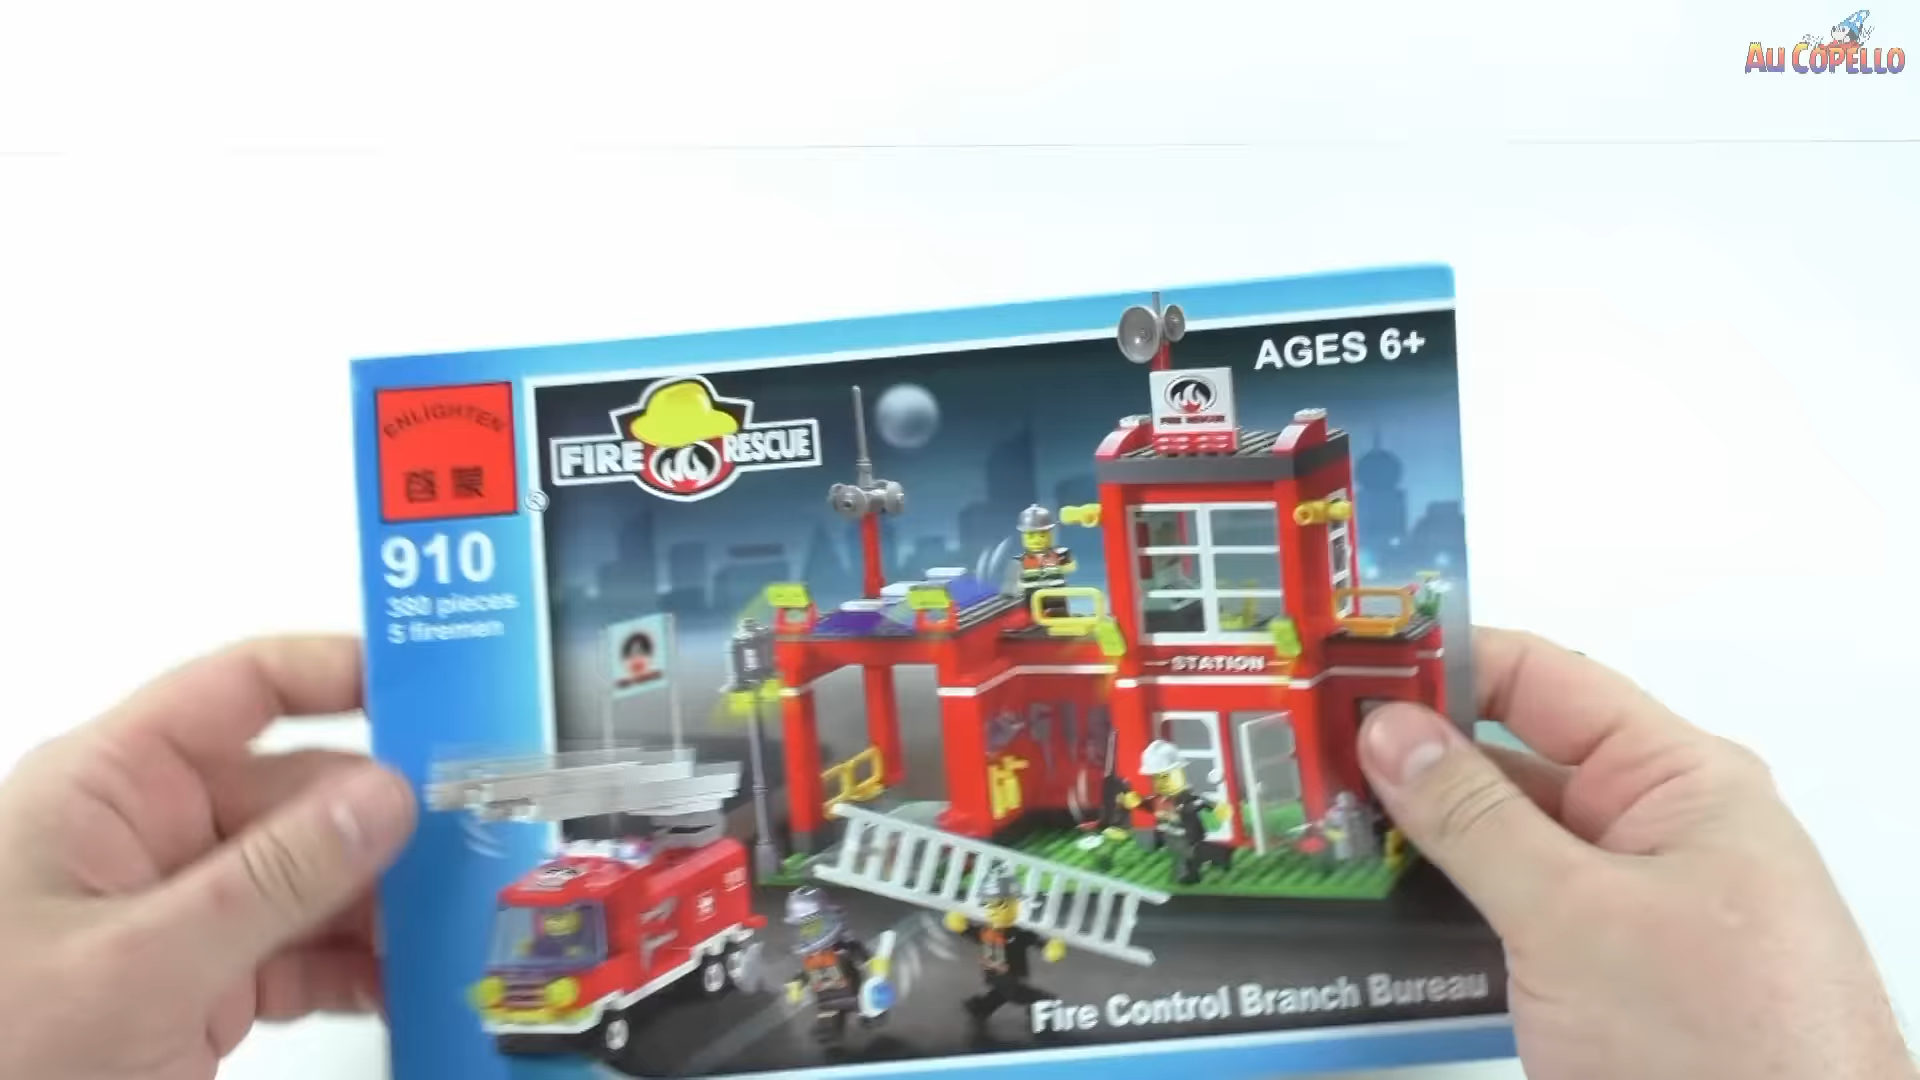 Ali COPELLO
AGES 6+
ENLIGHTEN
FIRE RESCUE
启蒙
910
380 pieces
5 firemen
FIRE RESCUE
STATION
Fire Control Branch Bureau